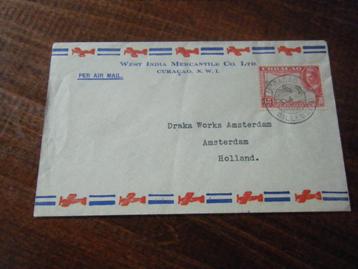 West India Mercantile Co. Ltd.
CURAÇAO, N. W. I.
PER AIR MAIL.
CURAÇAO
Draka Works Amsterdam
Amsterdam
Holland.